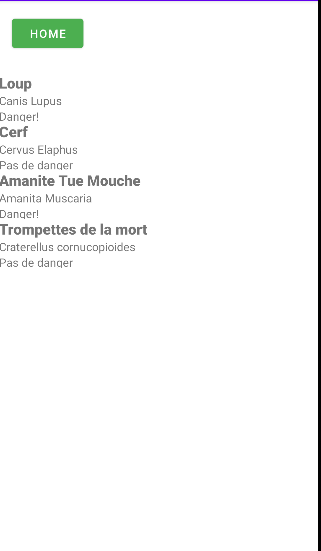 HOME
Loup
Canis Lupus
Danger!
Cerf
Cervus Elaphus
Pas de danger
Amanite Tue Mouche
Amanita Muscaria
Danger!
Trompettes de la mort
Craterellus cornucopioides
Pas de danger